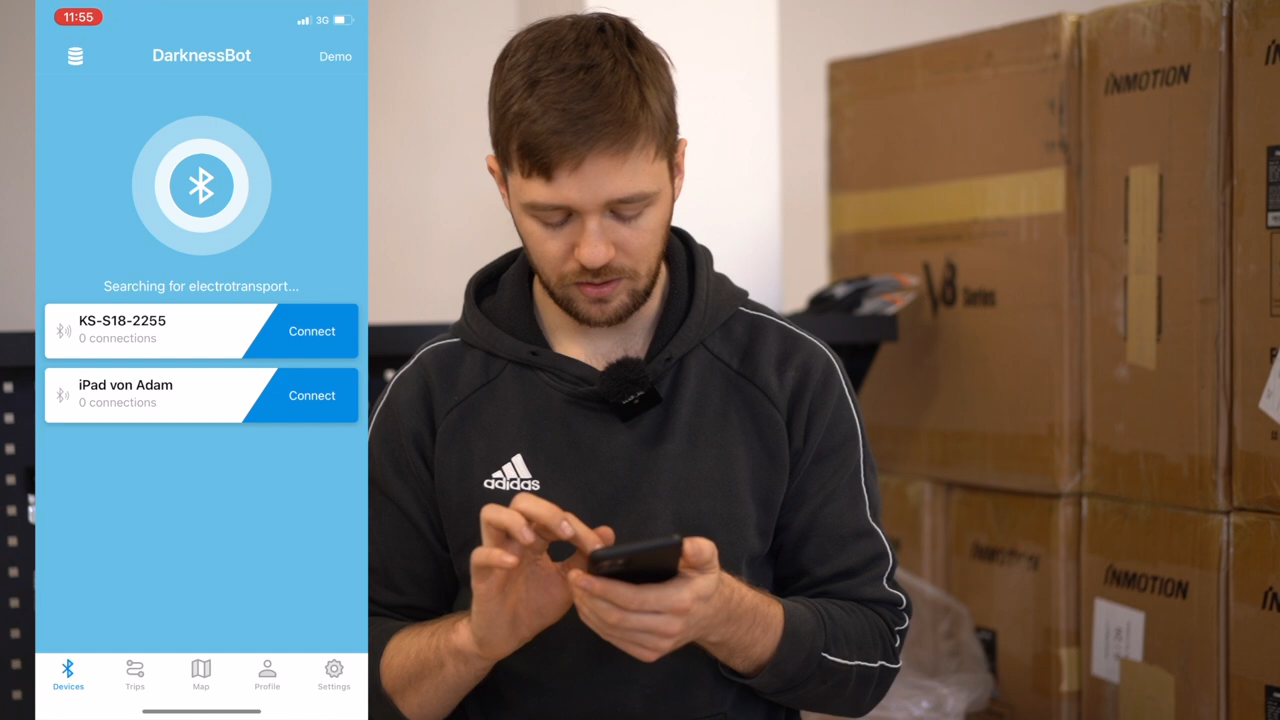 11:55
3G
DarknessBot
Demo
Searching for electrotransport...
KS-S18-2255
0 connections
Connect
iPad von Adam
0 connections
Connect
Devices
Trips
Map
Profile
Settings
adidas
INMOTION
V8 Series
INMOTION
INMOTION